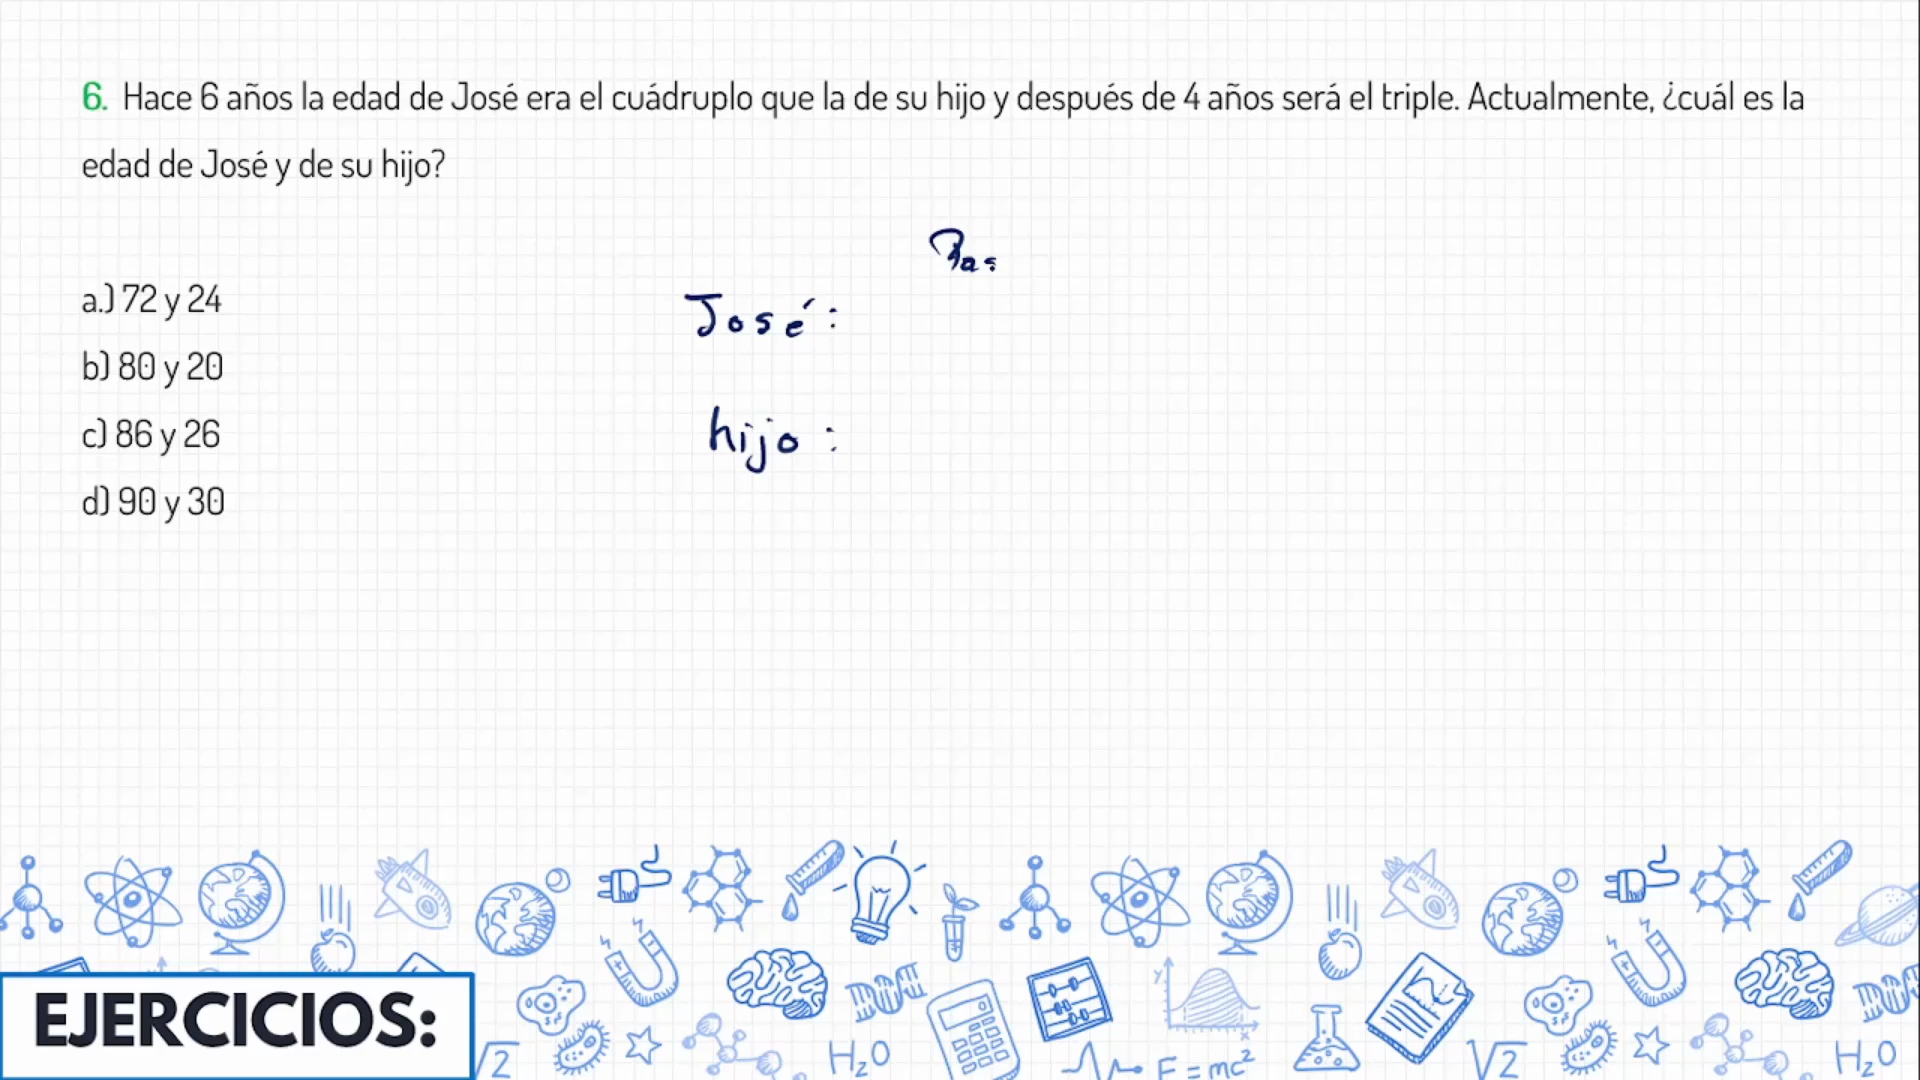 6. Hace 6 años la edad de José era el cuádruplo que la de su hijo y después de 4 años será el triple. Actualmente, ¿cuál es la
edad de José y de su hijo?
Pas
a.) 72 y 24
José:
b) 80 y 20
c) 86 y 26
hijo:
d) 90 y 30
EJERCICIOS:
√2
H₂O
y
x
F = mc²
√2
H₂O